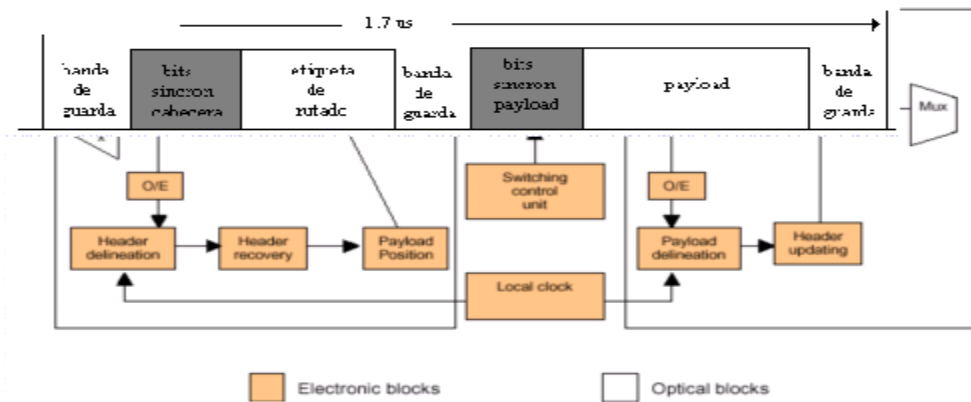 1.7 us
banda
de
guarda
bits
sincron
cabecera
etiqueta
de
rutado
banda
de
guarda
bits
sincron
payload
payload
banda
de
guarda
Mux
x
O/E
Header
delineation
Header
recovery
Payload
Position
Switching
control
unit
Local clock
O/E
Payload
delineation
Header
updating
Electronic blocks
Optical blocks